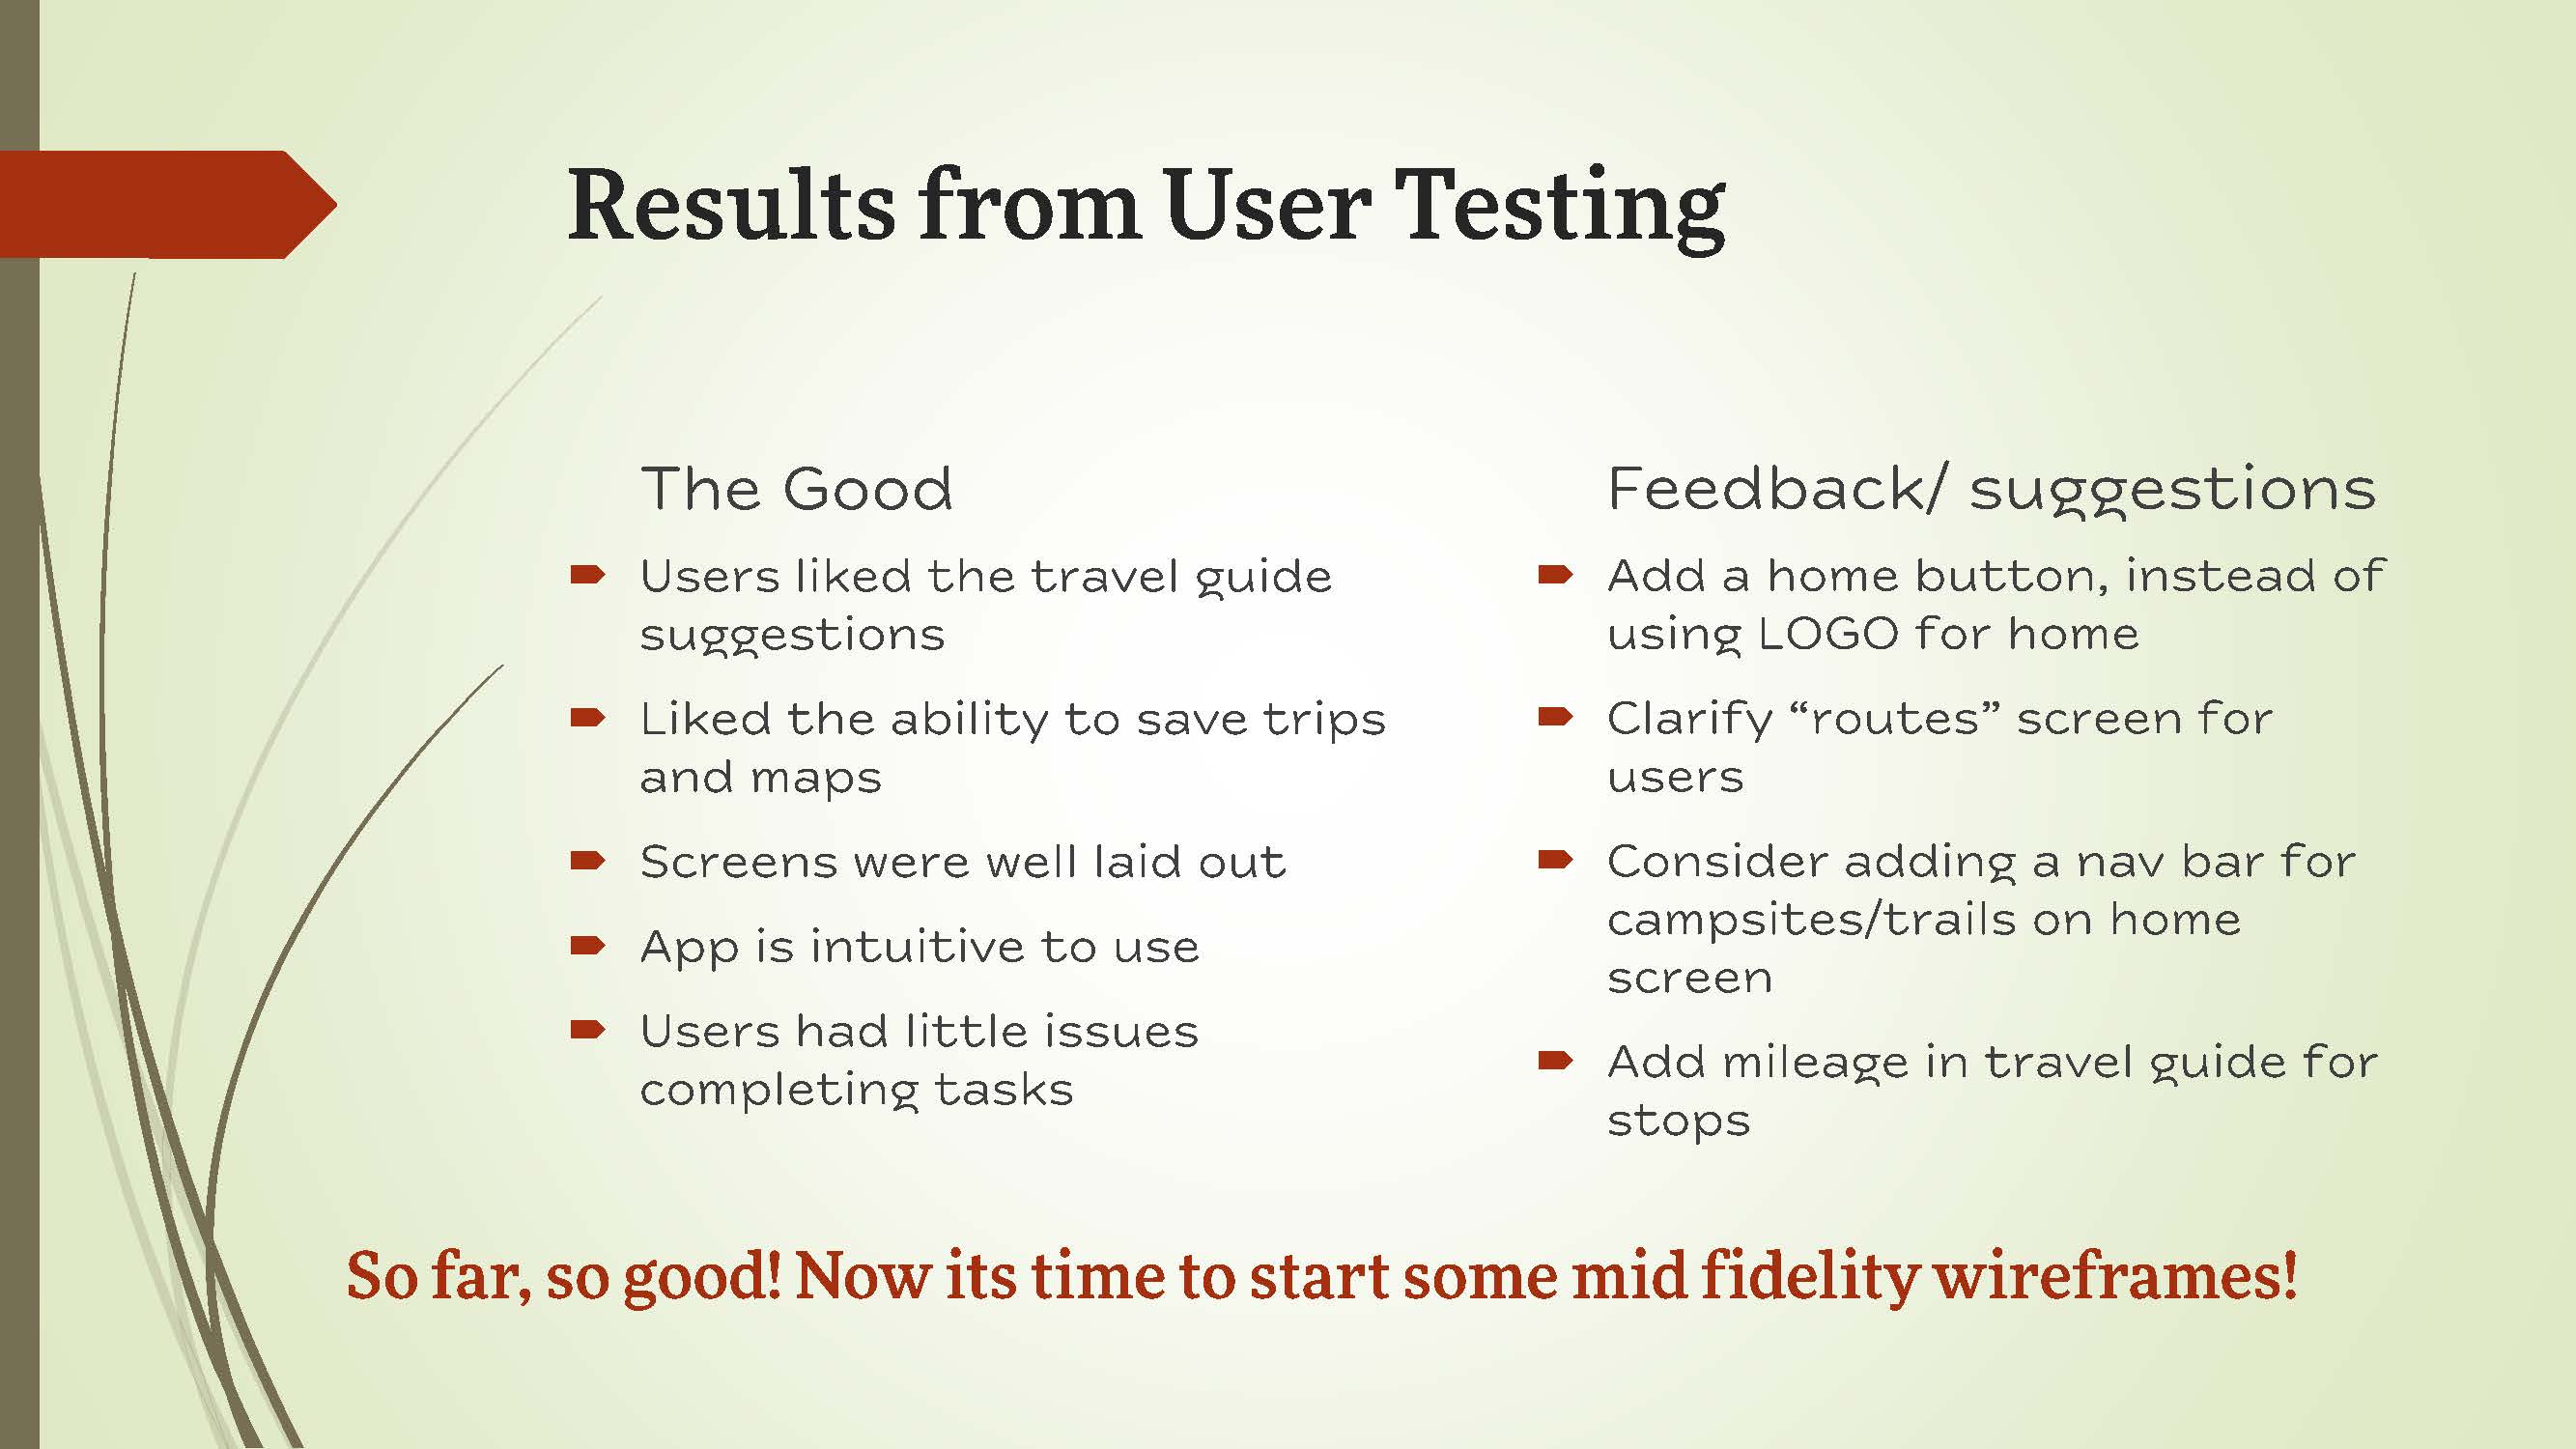 Results from User Testing
The Good
Users liked the travel guide
suggestions
Liked the ability to save trips
and maps
Screens were well laid out
App is intuitive to use
Users had little issues
completing tasks
Feedback/ suggestions
Add a home button, instead of
using LOGO for home
Clarify “routes” screen for
users
Consider adding a nav bar for
campsites/trails on home
screen
Add mileage in travel guide for
stops
So far, so good! Now its time to start some mid fidelity wireframes!